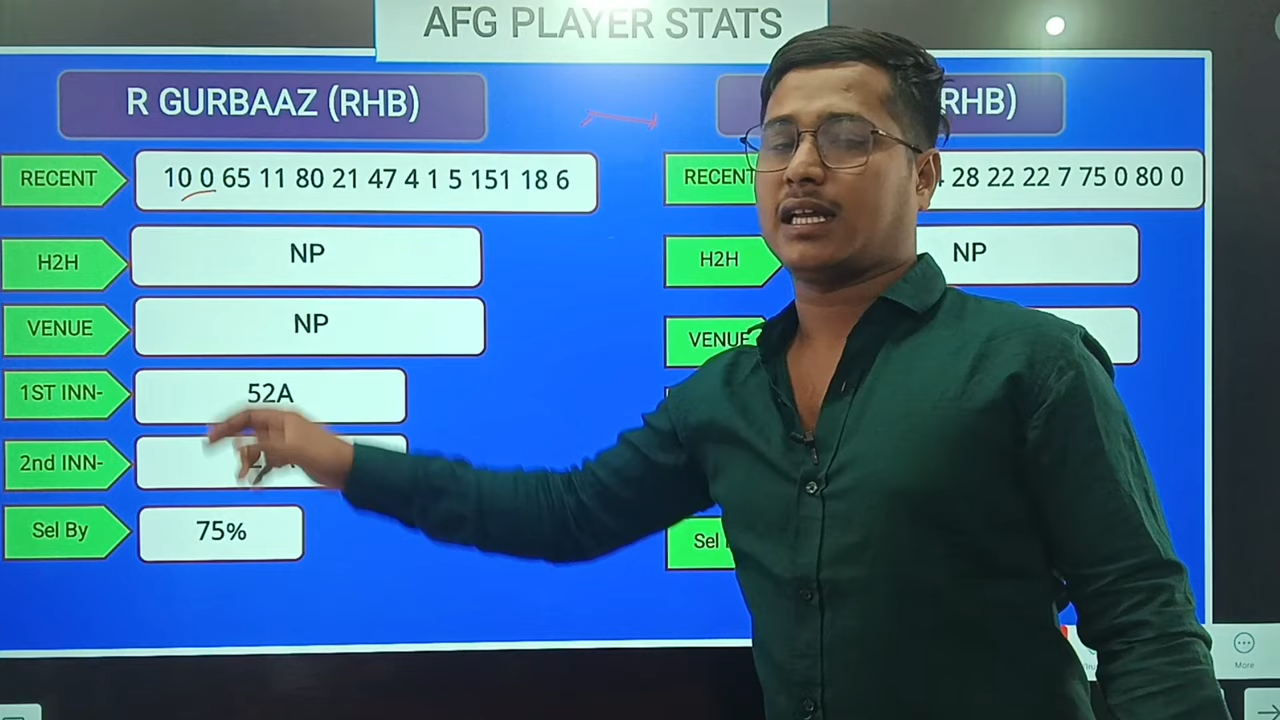 AFG PLAYER STATS
R GURBAAZ (RHB)
RECENT
10 0 65 11 80 21 47 4 1 5 151 18 6
H2H
NP
VENUE
NP
1ST INN-
52A
2nd INN-
Sel By
75%
RHB)
RECENT
28 22 22 7 75 0 80 0
H2H
NP
VENUE
Sel
More